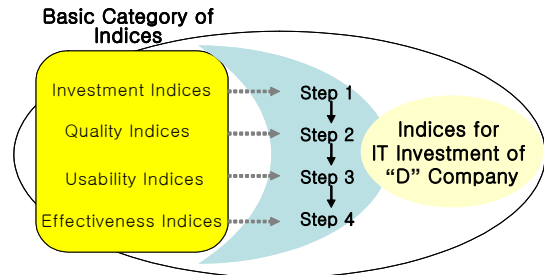 Basic Category of
Indices
Investment Indices
Quality Indices
Usability Indices
Effectiveness Indices
Step 1
Step 2
Step 3
Step 4
Indices for
IT Investment of
“D” Company